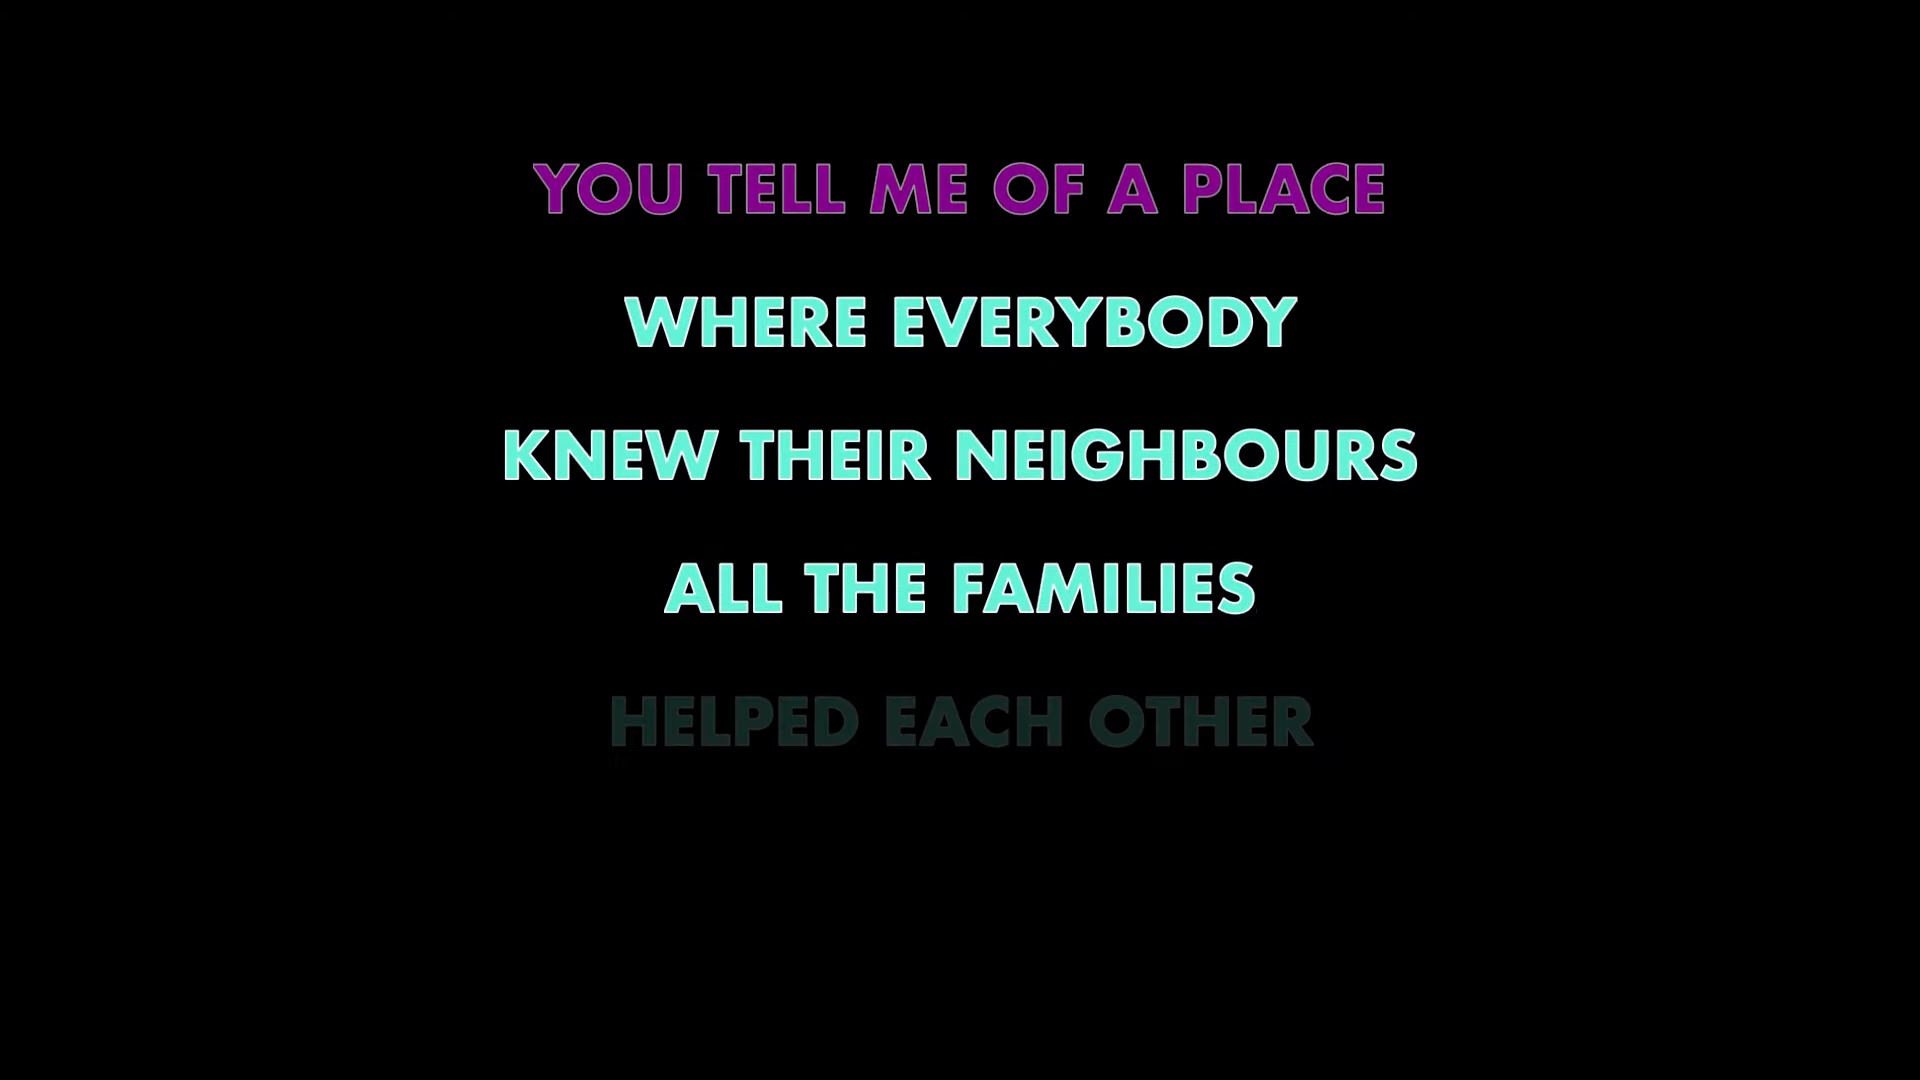 YOU TELL ME OF A PLACE
WHERE EVERYBODY
KNEW THEIR NEIGHBOURS
ALL THE FAMILIES
HELPED EACH OTHER